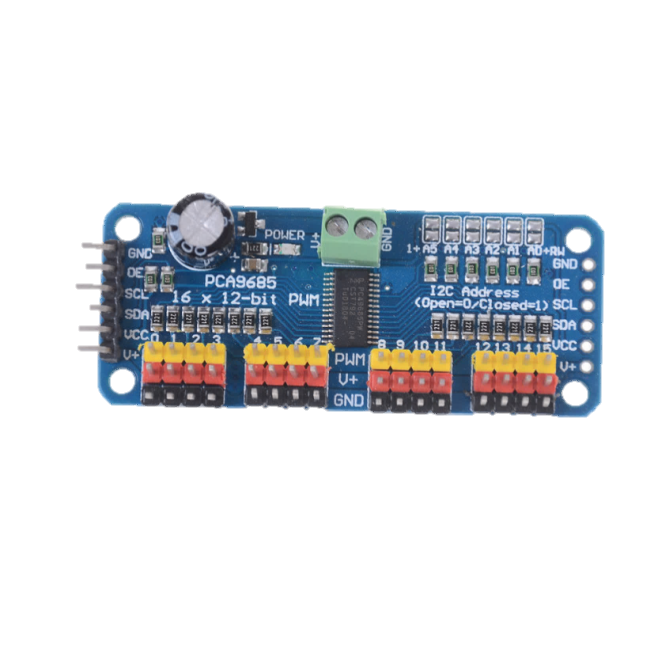 GND
OE
SCL
SDA
VCC
V+
POWER
V+
GND
PCA9685
16 x 12-bit PWM
0 1 2 3
4 5 6 7
PWM
V+
GND
8 9 10 11
12 13 14 15
1+A5 A4 A3 A2 A1 A0+RW
I2C Address
(Open=0/Closed=1)
GND
OE
SCL
SDA
VCC
V+